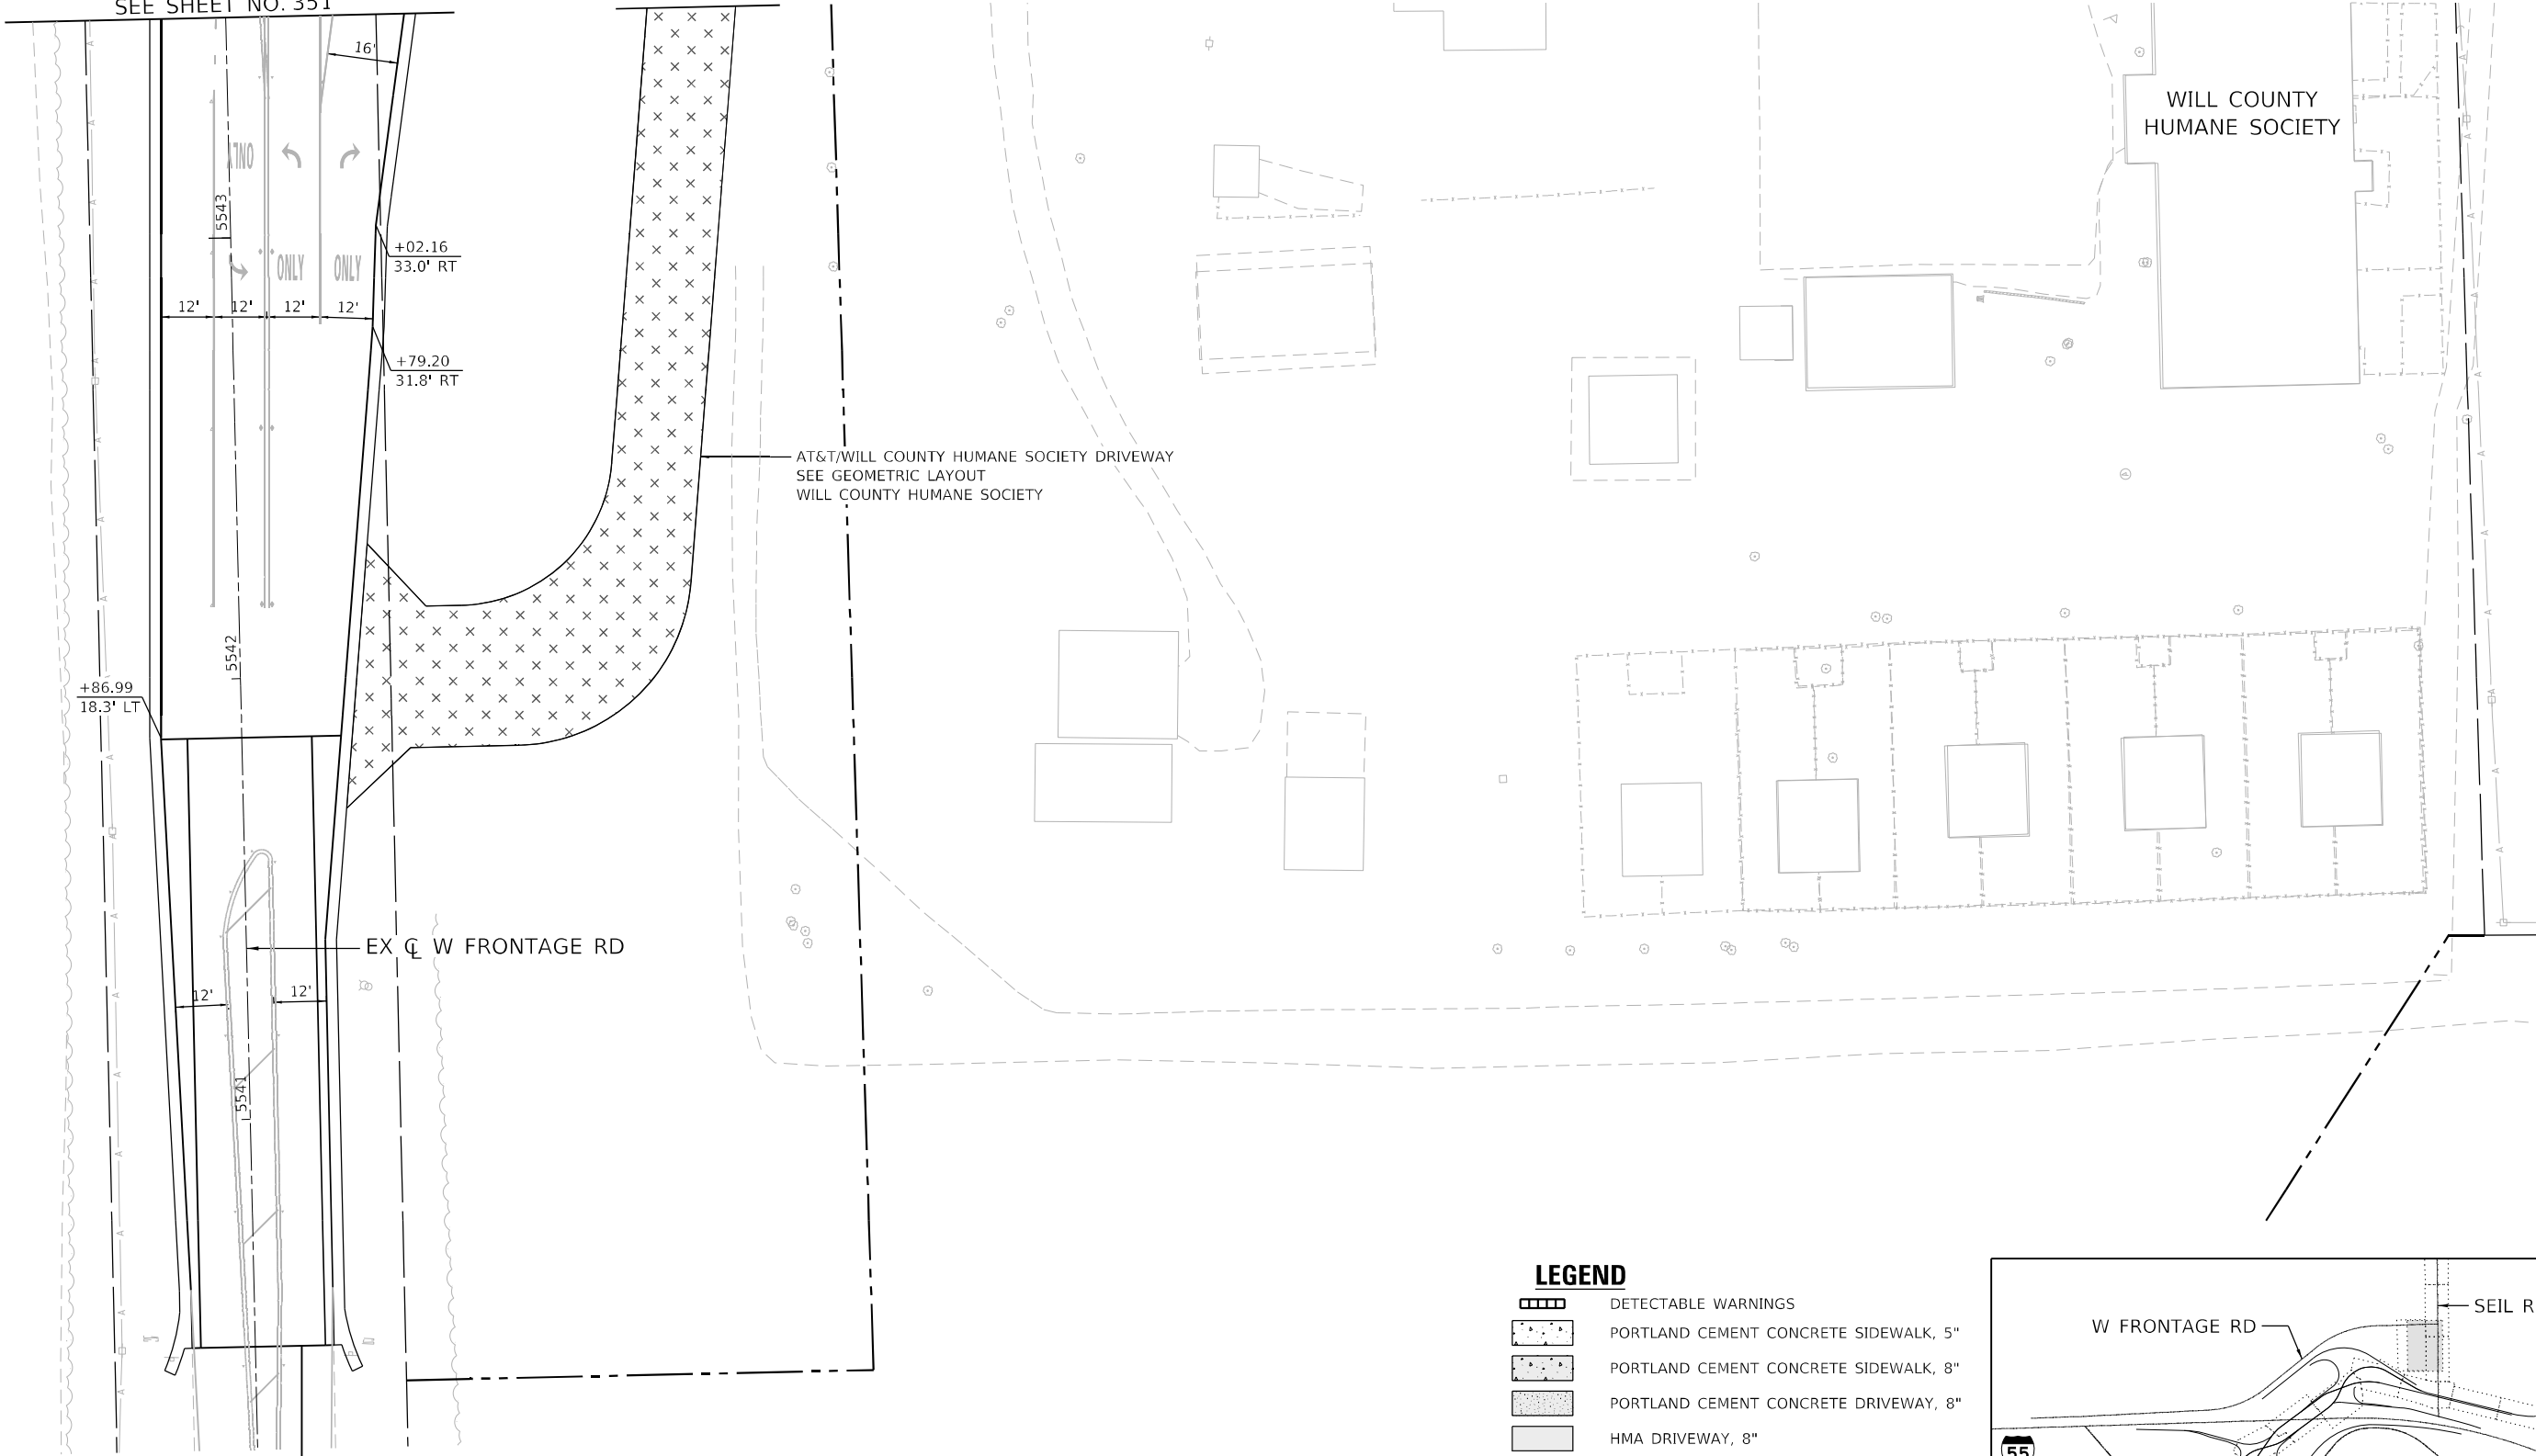 SEE SHEET NO. 351
16'
WILL COUNTY
HUMANE SOCIETY
ONLY
5543
+02.16
33.0' RT
ONLY
ONLY
12'
12'
12'
12'
+79.20
31.8' RT
AT&T/WILL COUNTY HUMANE SOCIETY DRIVEWAY
SEE GEOMETRIC LAYOUT
WILL COUNTY HUMANE SOCIETY
5542
+86.99
18.3' LT
EX ℄ W FRONTAGE RD
12'
12'
5541
LEGEND
DETECTABLE WARNINGS
PORTLAND CEMENT CONCRETE SIDEWALK, 5"
PORTLAND CEMENT CONCRETE SIDEWALK, 8"
PORTLAND CEMENT CONCRETE DRIVEWAY, 8"
HMA DRIVEWAY, 8"
SEIL R
W FRONTAGE RD
55